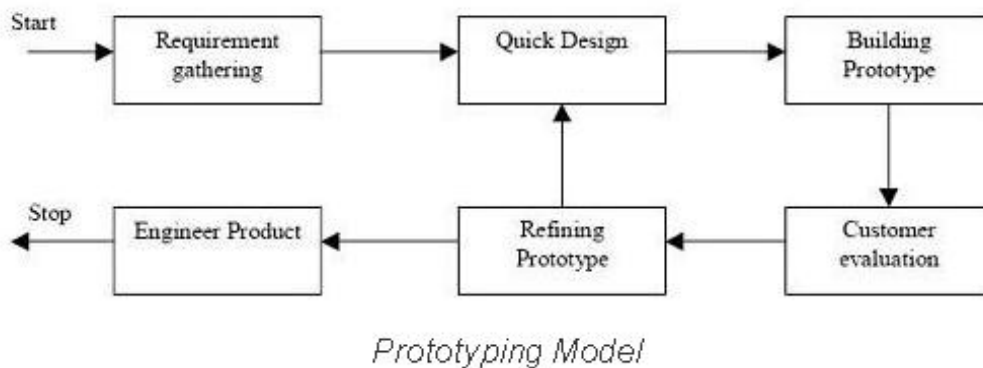 Start
Requirement
gathering
Quick Design
Building
Prototype
Stop
Engineer Product
Refining
Prototype
Customer
evaluation
Prototyping Model